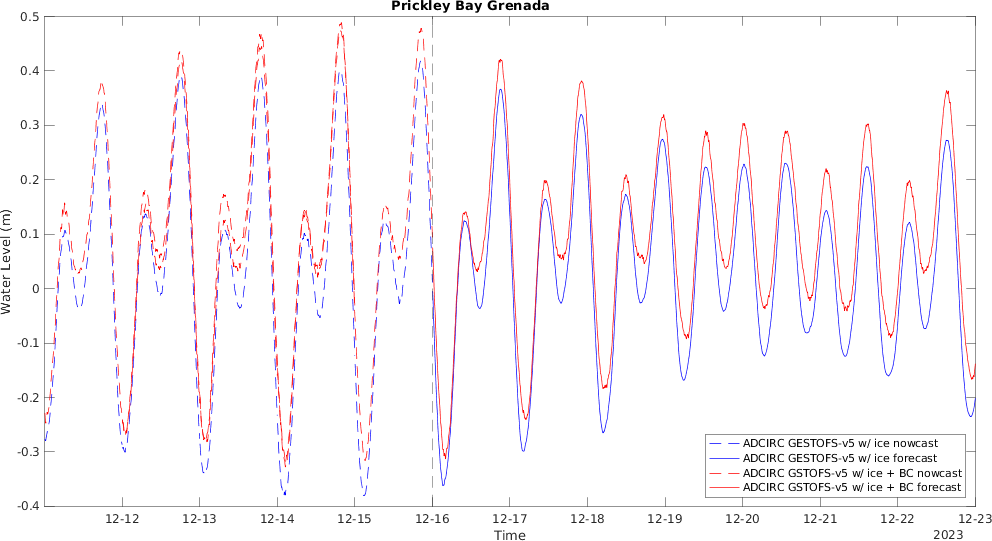 Prickley Bay Grenada
Water Level (m)
0.5
0.4
0.3
0.2
0.1
0
-0.1
-0.2
-0.3
-0.4
ADCIRC GESTOFS-v5 w/ ice nowcast
ADCIRC GESTOFS-v5 w/ ice forecast
ADCIRC GSTOFS-v5 w/ ice + BC nowcast
ADCIRC GSTOFS-v5 w/ ice + BC forecast
12-12 12-13 12-14 12-15 12-16 12-17 12-18 12-19 12-20 12-21 12-22 12-23
Time
2023